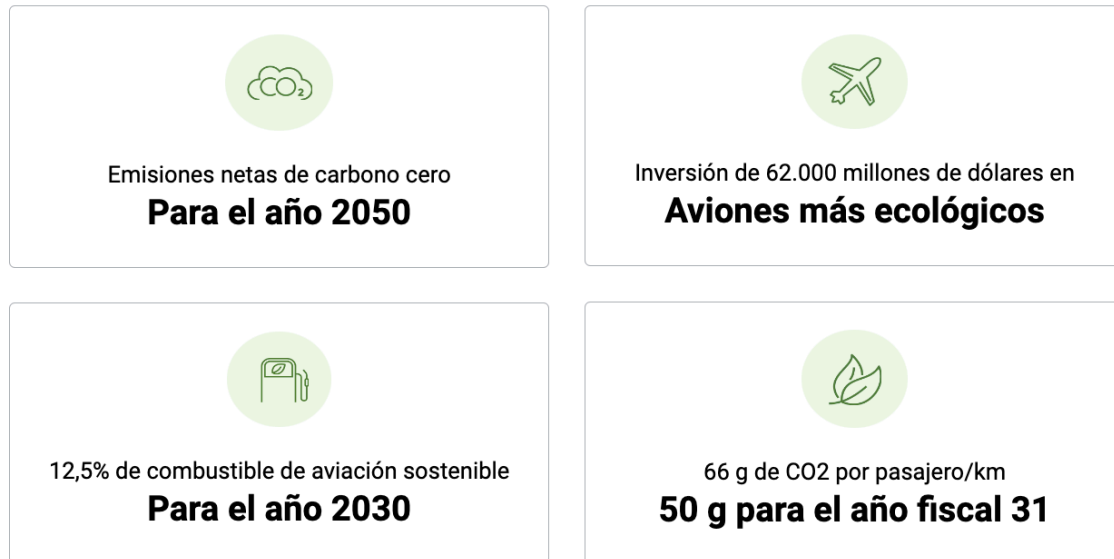 CO₂
Emisiones netas de carbono cero
Para el año 2050
Inversión de 62.000 millones de dólares en
Aviones más ecológicos
12,5% de combustible de aviación sostenible
Para el año 2030
66 g de CO2 por pasajero/km
50 g para el año fiscal 31